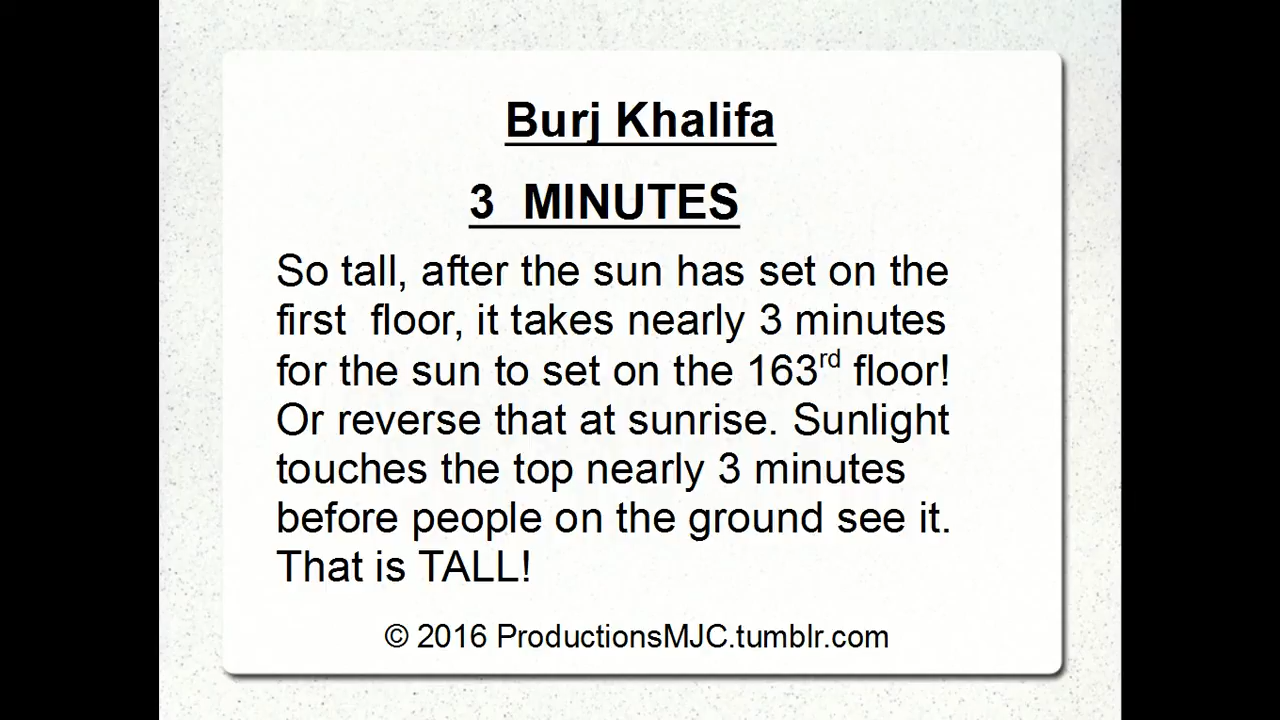 Burj Khalifa
3 MINUTES
So tall, after the sun has set on the
first floor, it takes nearly 3 minutes
for the sun to set on the 163rd floor!
Or reverse that at sunrise. Sunlight
touches the top nearly 3 minutes
before people on the ground see it.
That is TALL!
© 2016 ProductionsMJC.tumblr.com